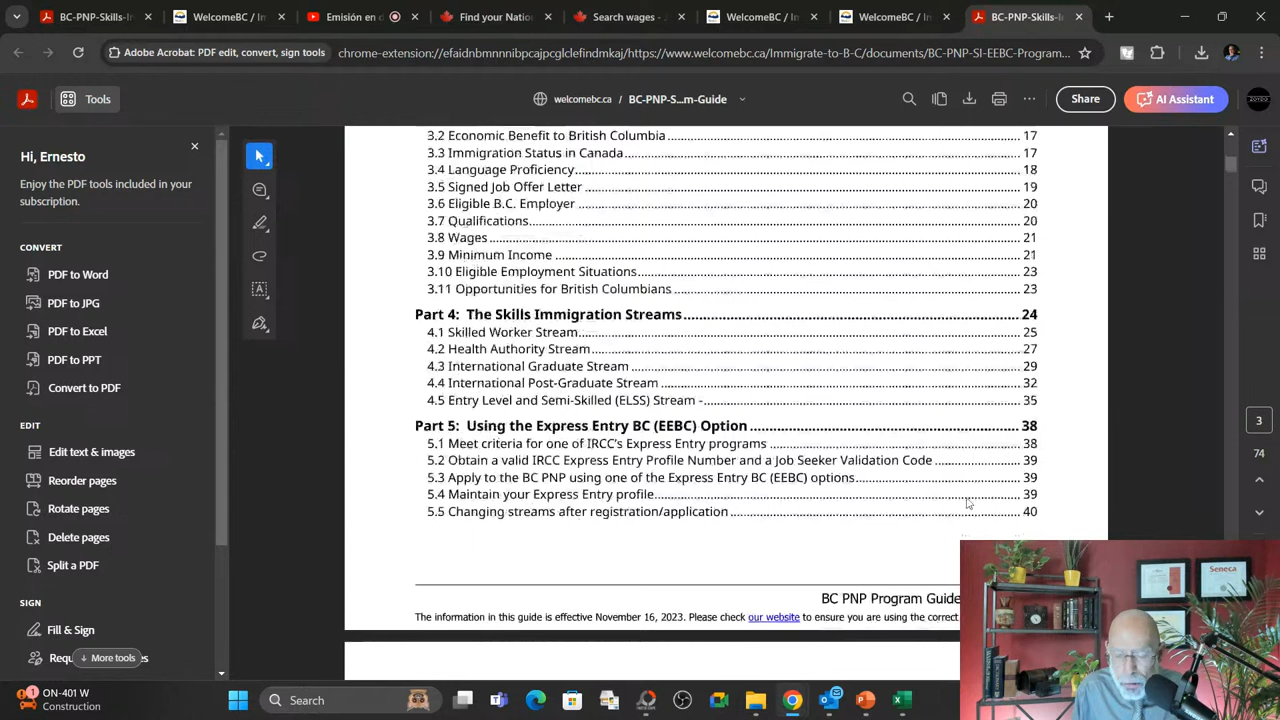 BC-PNP-Skills-I
WelcomeBC / In
Emisión en d
Find your Natio
Search wages - J
WelcomeBC / I
WelcomeBC / In
BC-PNP-Skills-I
Adobe Acrobat: PDF edit, convert, sign tools
chrome-extension://efaidnbmnnnibpcajpcglclefindmkaj/https://www.welcomebc.ca/Immigrate-to-B-C/documents/BC-PNP-SI-EEBC-Program...
Tools
welcomebc.ca / BC-PNP-S...m-Guide
Share
AI Assistant
Hi, Ernesto
Enjoy the PDF tools included in your
subscription.
CONVERT
PDF to Word
PDF to JPG
PDF to Excel
PDF to PPT
Convert to PDF
EDIT
Edit text & images
Reorder pages
Rotate pages
Delete pages
Split a PDF
SIGN
Fill & Sign
More tools
3.2 Economic Benefit to British Columbia 17
3.3 Immigration Status in Canada 17
3.4 Language Proficiency 18
3.5 Signed Job Offer Letter 19
3.6 Eligible B.C. Employer 20
3.7 Qualifications 20
3.8 Wages 21
3.9 Minimum Income 21
3.10 Eligible Employment Situations 23
3.11 Opportunities for British Columbians 23
Part 4: The Skills Immigration Streams 24
4.1 Skilled Worker Stream 25
4.2 Health Authority Stream 27
4.3 International Graduate Stream 29
4.4 International Post-Graduate Stream 32
4.5 Entry Level and Semi-Skilled (ELSS) Stream - 35
Part 5: Using the Express Entry BC (EEBC) Option 38
5.1 Meet criteria for one of IRCC's Express Entry programs 38
5.2 Obtain a valid IRCC Express Entry Profile Number and a Job Seeker Validation Code 39
5.3 Apply to the BC PNP using one of the Express Entry BC (EEBC) options 39
5.4 Maintain your Express Entry profile 39
5.5 Changing streams after registration/application 40
BC PNP Program Guide
The information in this guide is effective November 16, 2023. Please check our website to ensure you are using the correct
3
74
Seneca
1
ON-401 W
Construction
Search